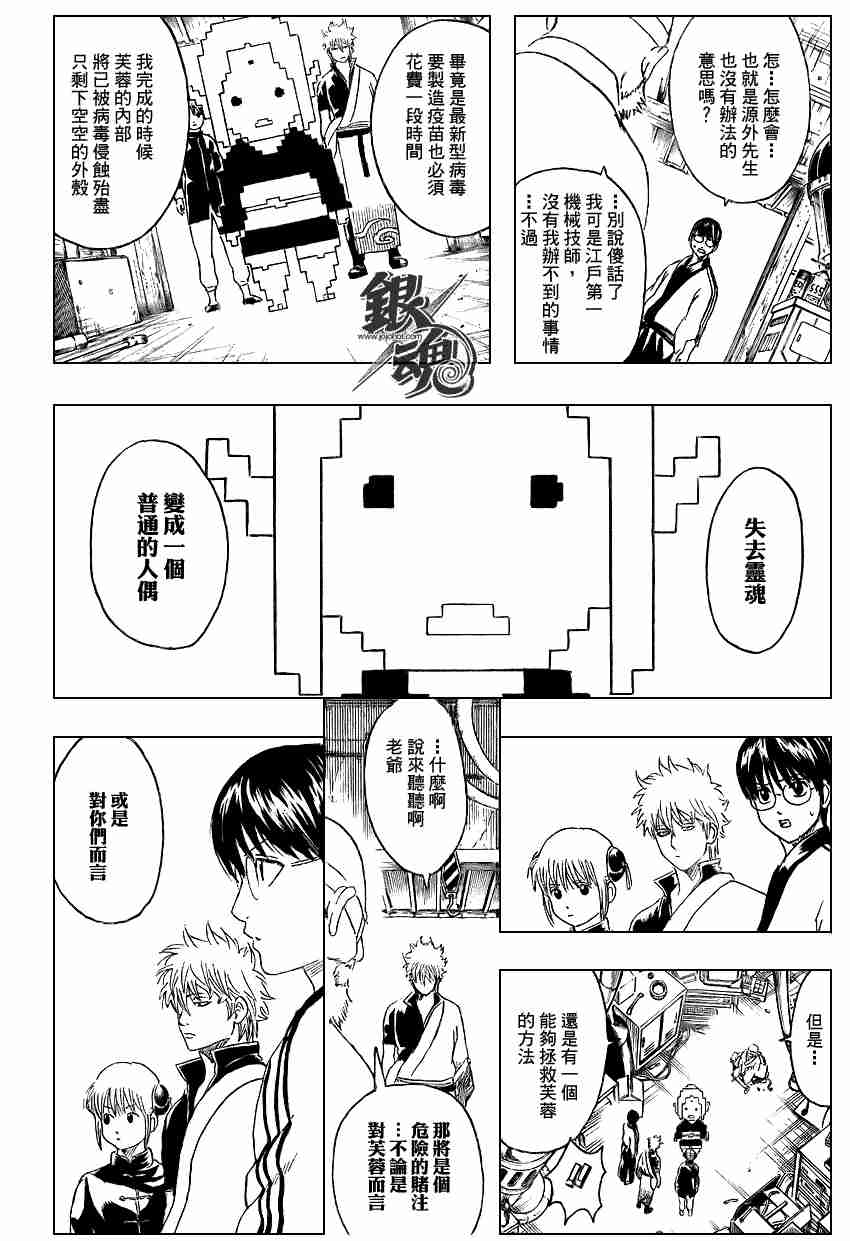 怎…怎麼會…
也就是源外先生
也沒有辦法的
意思嗎？
…別說傻話了
我可是江戶第一
機械技師，
沒有我辦不到的事情
…不過
畢竟是最新型病毒
要製造疫苗也必須
花費一段時間
我完成的時候
芙蓉的內部
將已被病毒侵蝕殆盡
只剩下空空的外殼
銀魂
www.jojohot.com
失去靈魂
變成一個
普通的人偶
但是…
還是有一個
能夠拯救芙蓉
的方法
…什麼啊
說來聽聽啊
老爺
那將是個
危險的賭注
…不論是
對芙蓉而言
或是
對你們而言